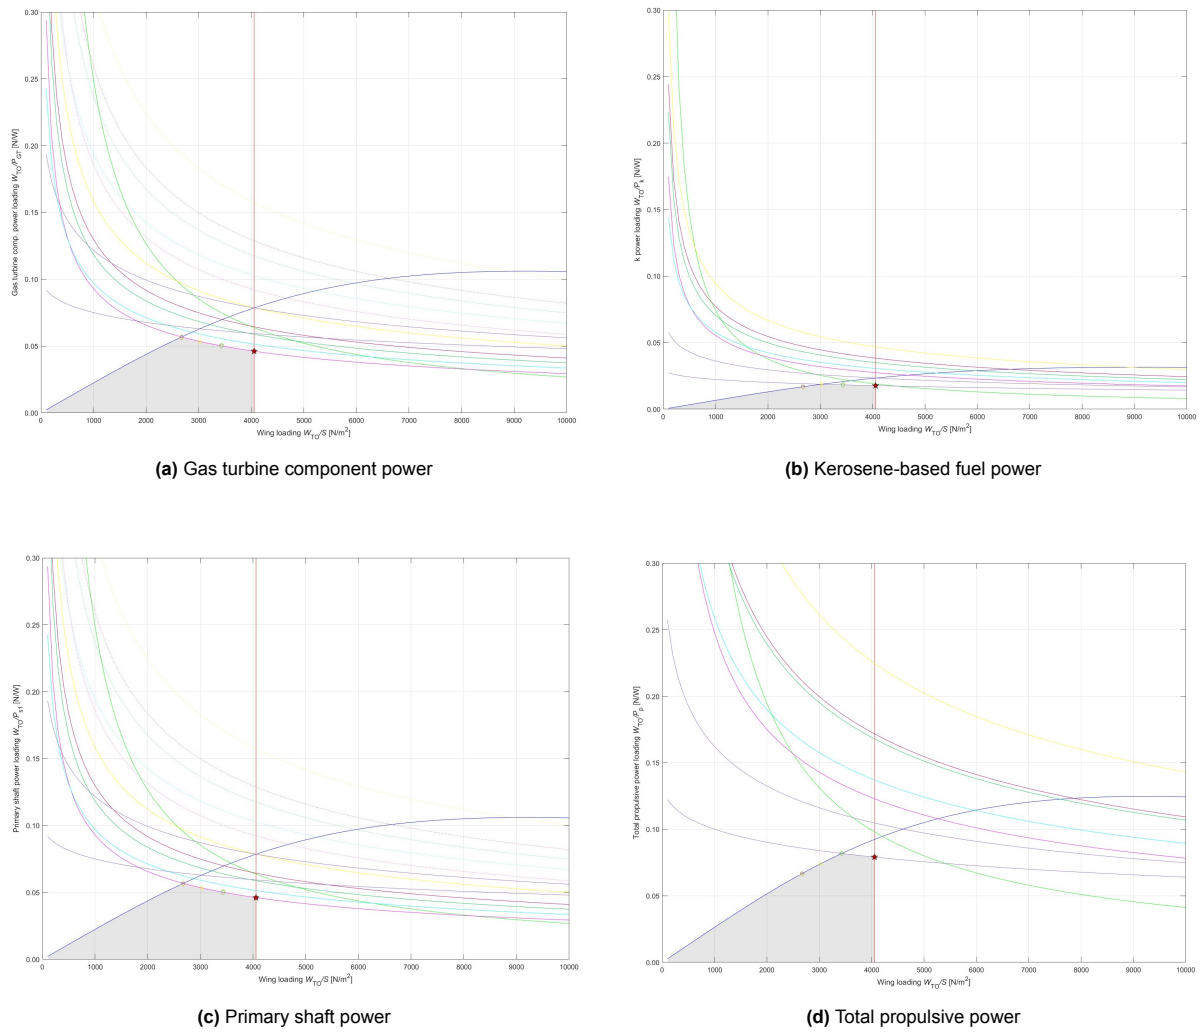 0.30
0.25
0.20
0.15
0.10
0.05
0.00
Gas turbine comp. power loading W_TO/P_GT [N/W]
0 1000 2000 3000 4000 5000 6000 7000 8000 9000 10000
Wing loading W_TO/S [N/m²]
(a) Gas turbine component power
0.30
0.25
0.20
0.15
0.10
0.05
0.00
k power loading W_TO/P_k [N/W]
0 1000 2000 3000 4000 5000 6000 7000 8000 9000 10000
Wing loading W_TO/S [N/m²]
(b) Kerosene-based fuel power
0.30
0.25
0.20
0.15
0.10
0.05
0.00
Primary shaft power loading W_TO/P_s1 [N/W]
0 1000 2000 3000 4000 5000 6000 7000 8000 9000 10000
Wing loading W_TO/S [N/m²]
(c) Primary shaft power
0.30
0.25
0.20
0.15
0.10
0.05
0.00
Total propulsive power loading W_TO/P_p [N/W]
0 1000 2000 3000 4000 5000 6000 7000 8000 9000 10000
Wing loading W_TO/S [N/m²]
(d) Total propulsive power